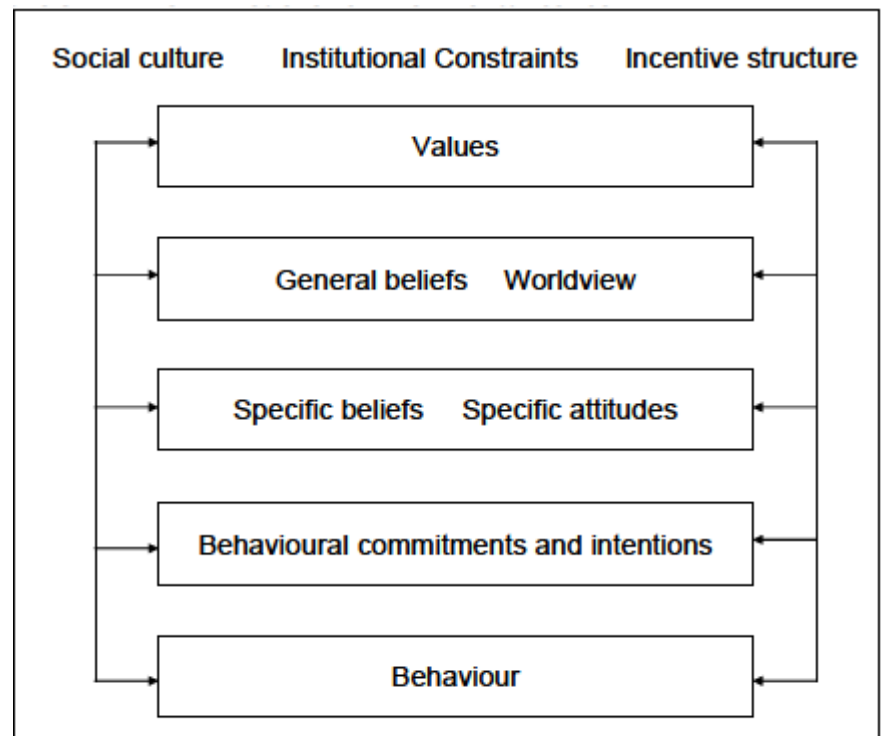 Social culture Institutional Constraints Incentive structure
Values
General beliefs Worldview
Specific beliefs Specific attitudes
Behavioural commitments and intentions
Behaviour